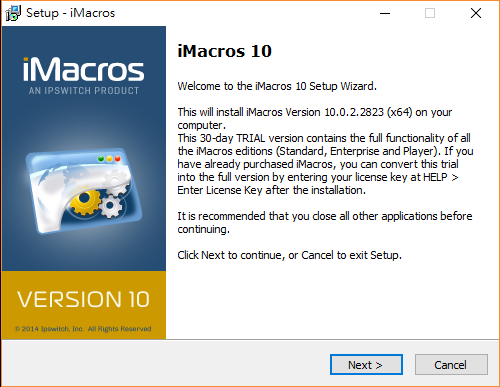 Setup - iMacros
iMacros
AN IPSWITCH PRODUCT
VERSION 10
© 2014 Ipswitch, Inc. All Rights Reserved
iMacros 10
Welcome to the iMacros 10 Setup Wizard.
This will install iMacros Version 10.0.2.2823 (x64) on your
computer.
This 30-day TRIAL version contains the full functionality of all
the iMacros editions (Standard, Enterprise and Player). If you
have already purchased iMacros, you can convert this trial
into the full version by entering your license key at HELP >
Enter License Key after the installation.
It is recommended that you close all other applications before
continuing.
Click Next to continue, or Cancel to exit Setup.
Next >
Cancel